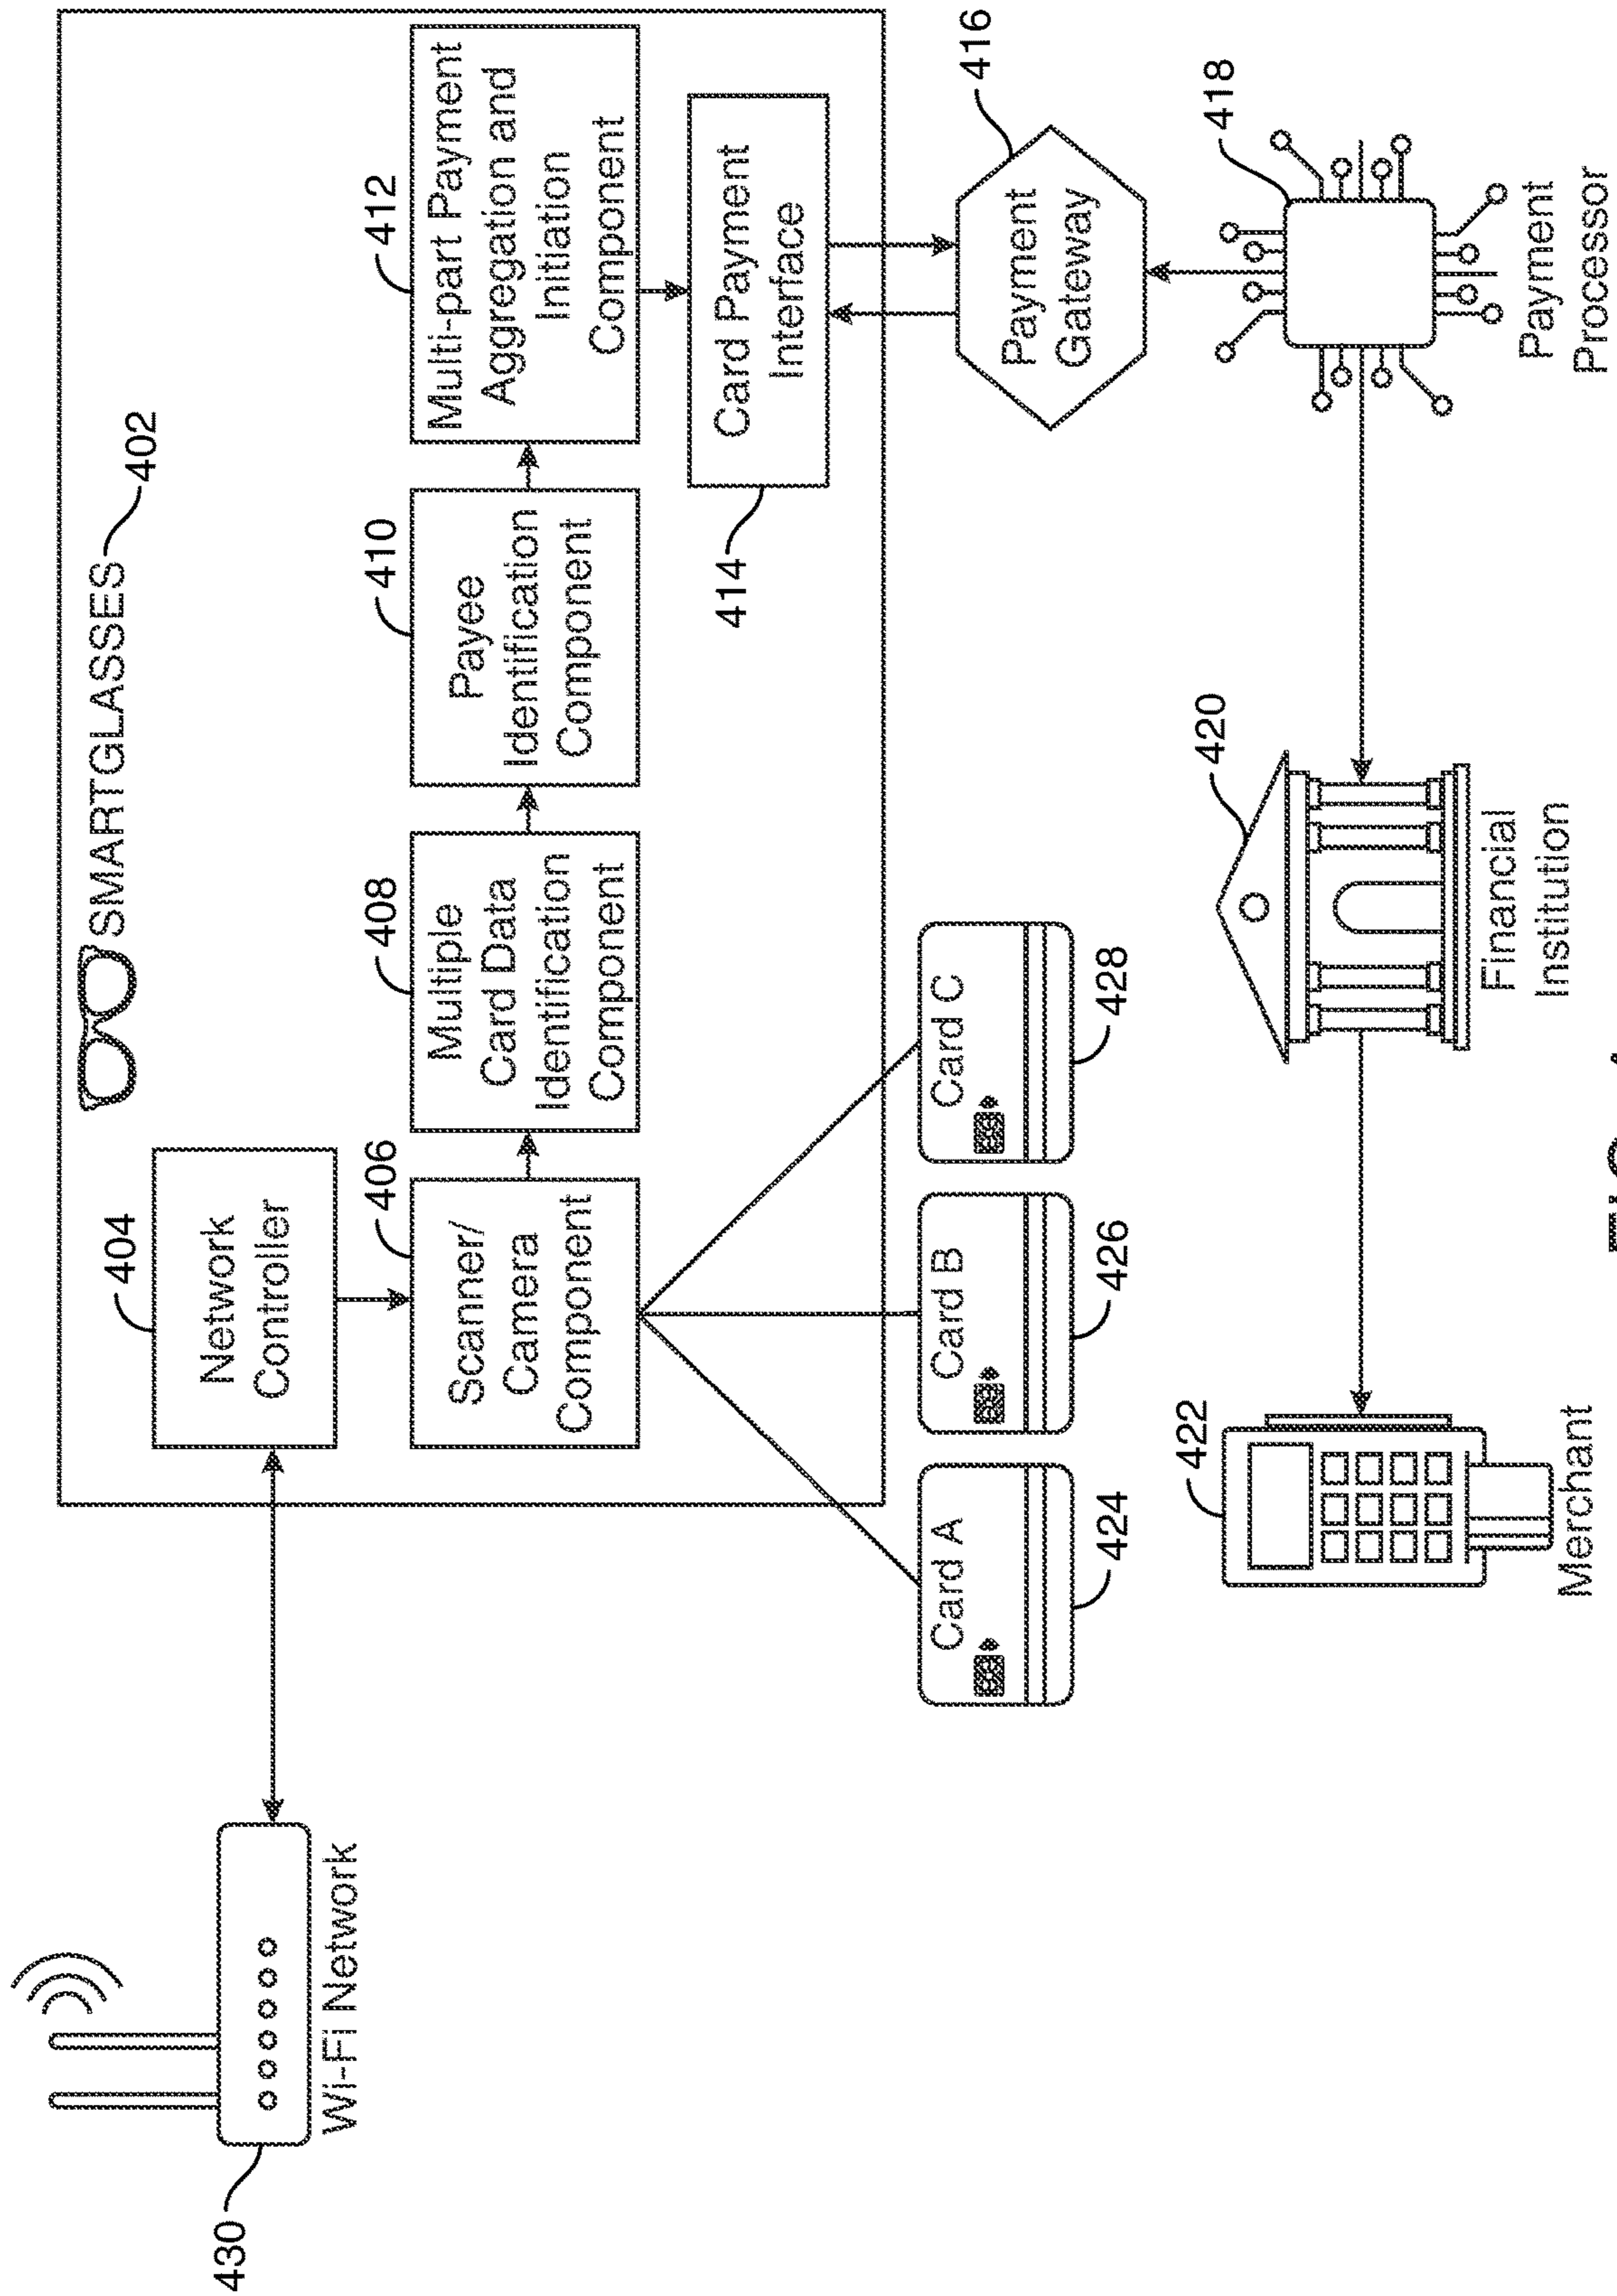 SMARTGLASSES
402
404
Network
Controller
406
Scanner/
Camera
Component
408
Multiple
Card Data
Identification
Component
410
Payee
Identification
Component
412
Multi-part Payment
Aggregation and
Initiation
Component
414
Card Payment
Interface
430
Wi-Fi Network
Card A
424
Card B
426
Card C
428
416
Payment
Gateway
418
Payment
Processor
420
Financial
Institution
422
Merchant